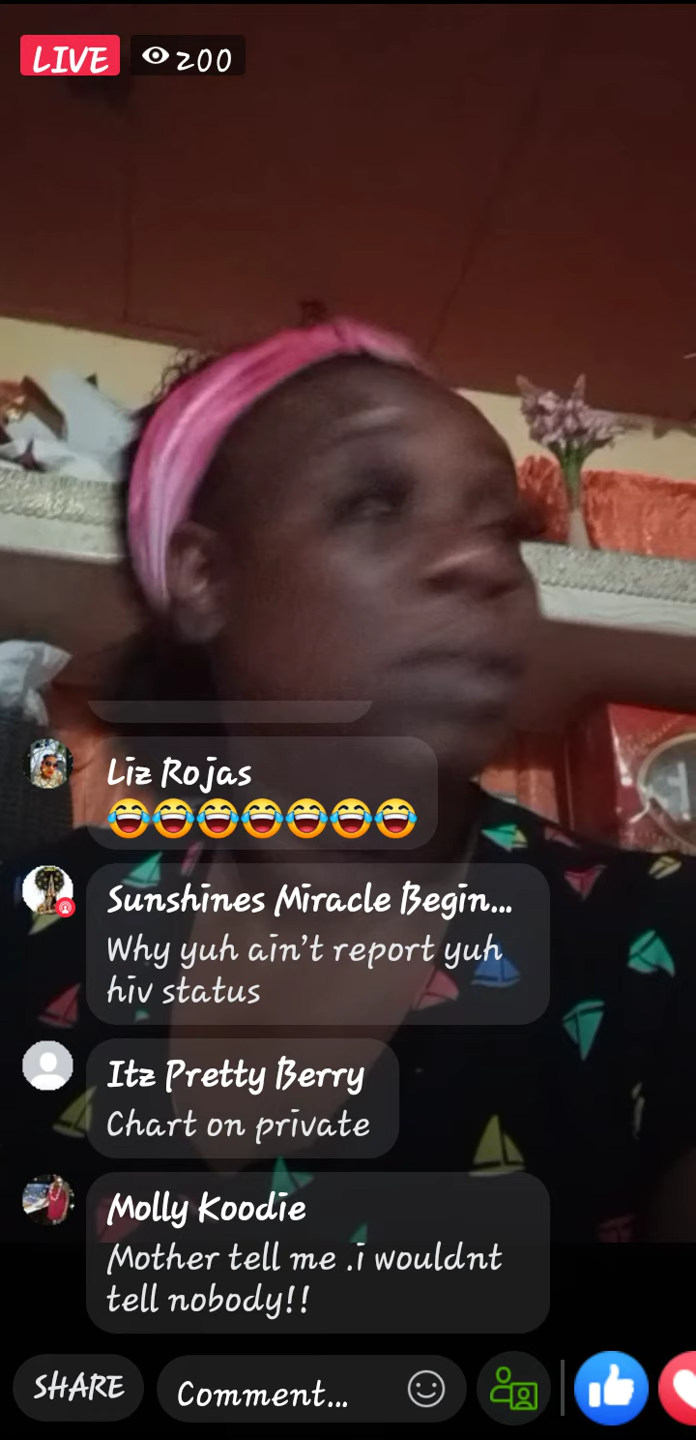 LIVE 200
Liz Rojas
😂😂😂😂😂😂😂
Sunshines Miracle Begin...
Why yuh ain't report yuh
hiv status
Itz Pretty Berry
Chart on private
Molly Koodie
Mother tell me .i wouldnt
tell nobody!!
SHARE Comment...